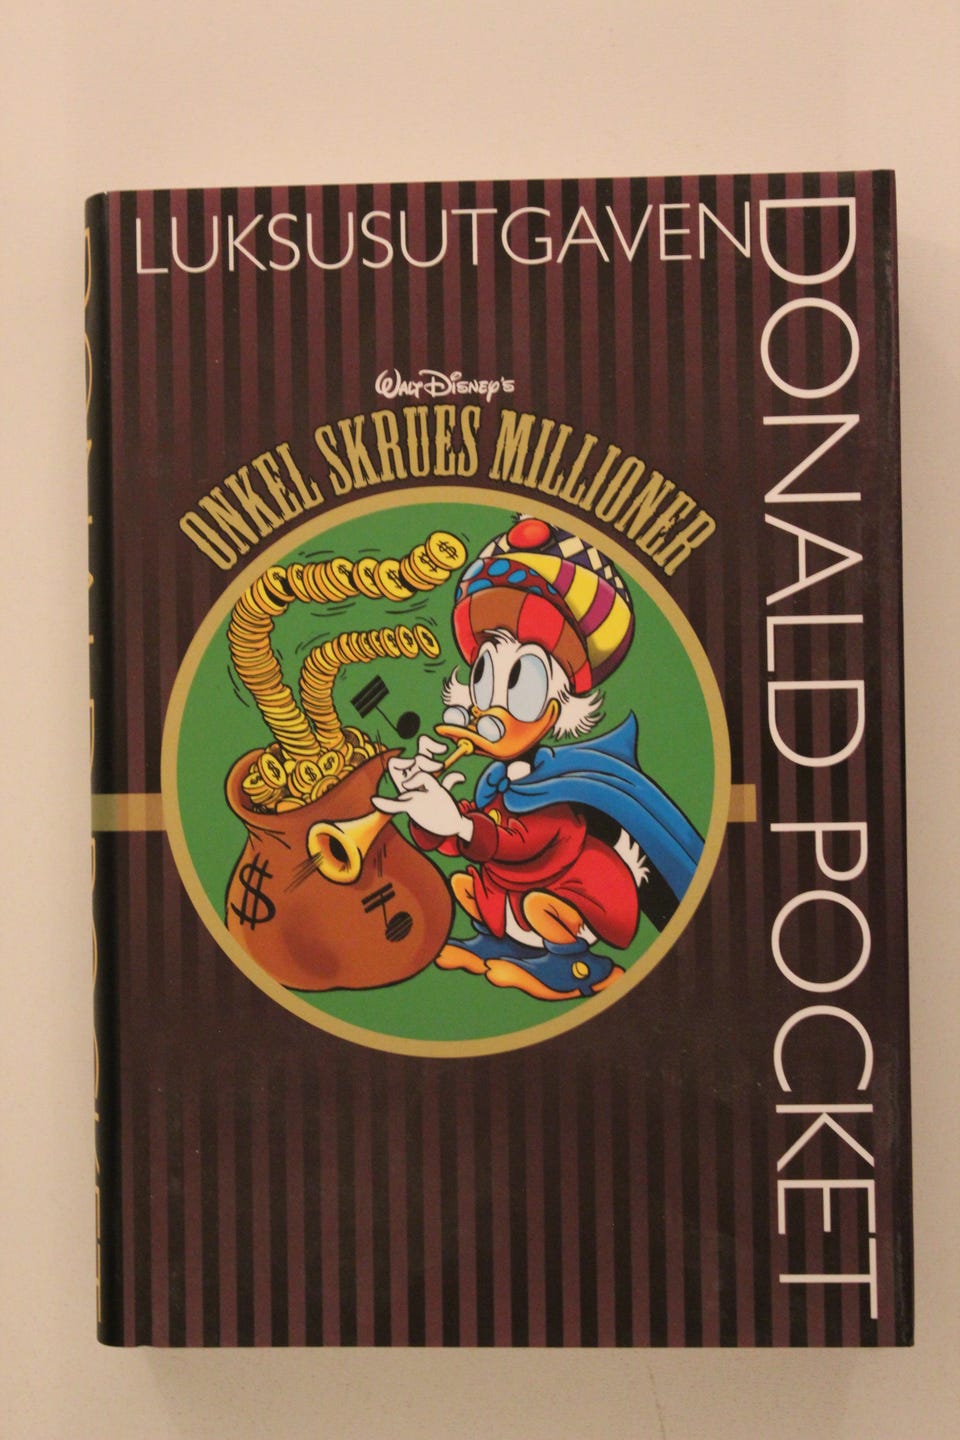 LUKSUSUTGAVEN
DONALD POCKET
WALT DISNEY'S
ONKEL SKRUES MILLIONER
$